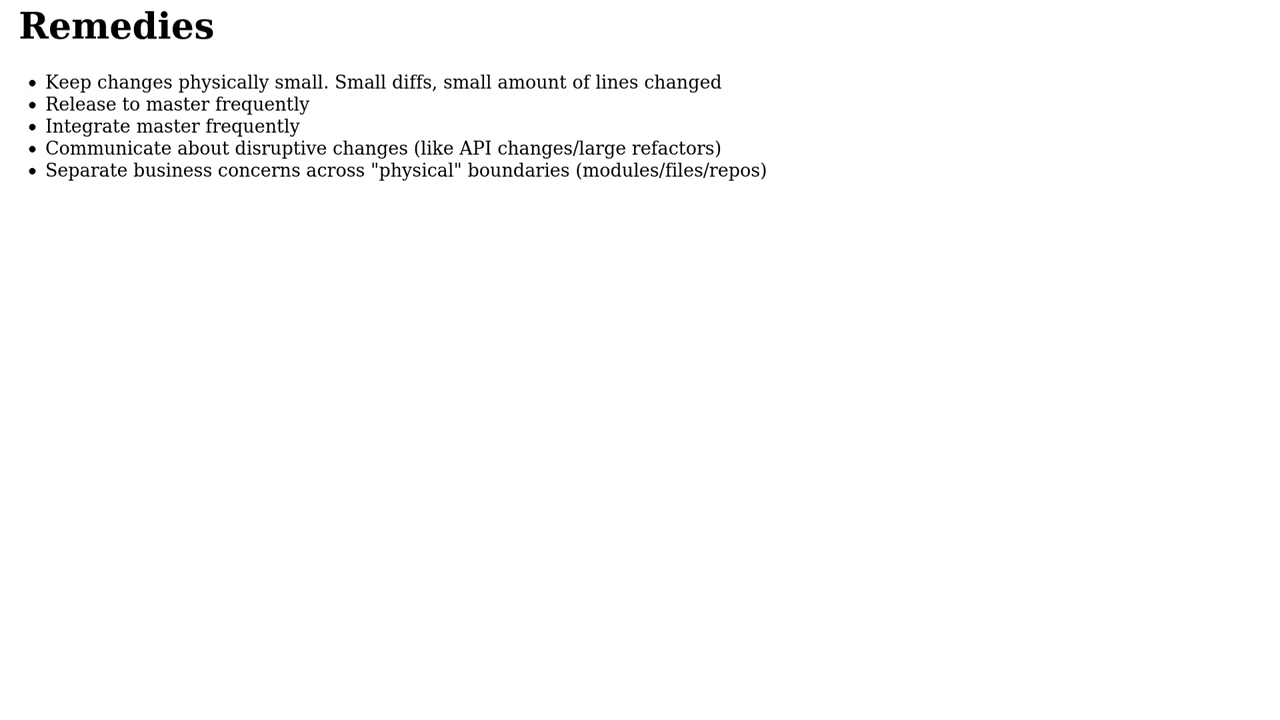 Remedies
• Keep changes physically small. Small diffs, small amount of lines changed
• Release to master frequently
• Integrate master frequently
• Communicate about disruptive changes (like API changes/large refactors)
• Separate business concerns across "physical" boundaries (modules/files/repos)